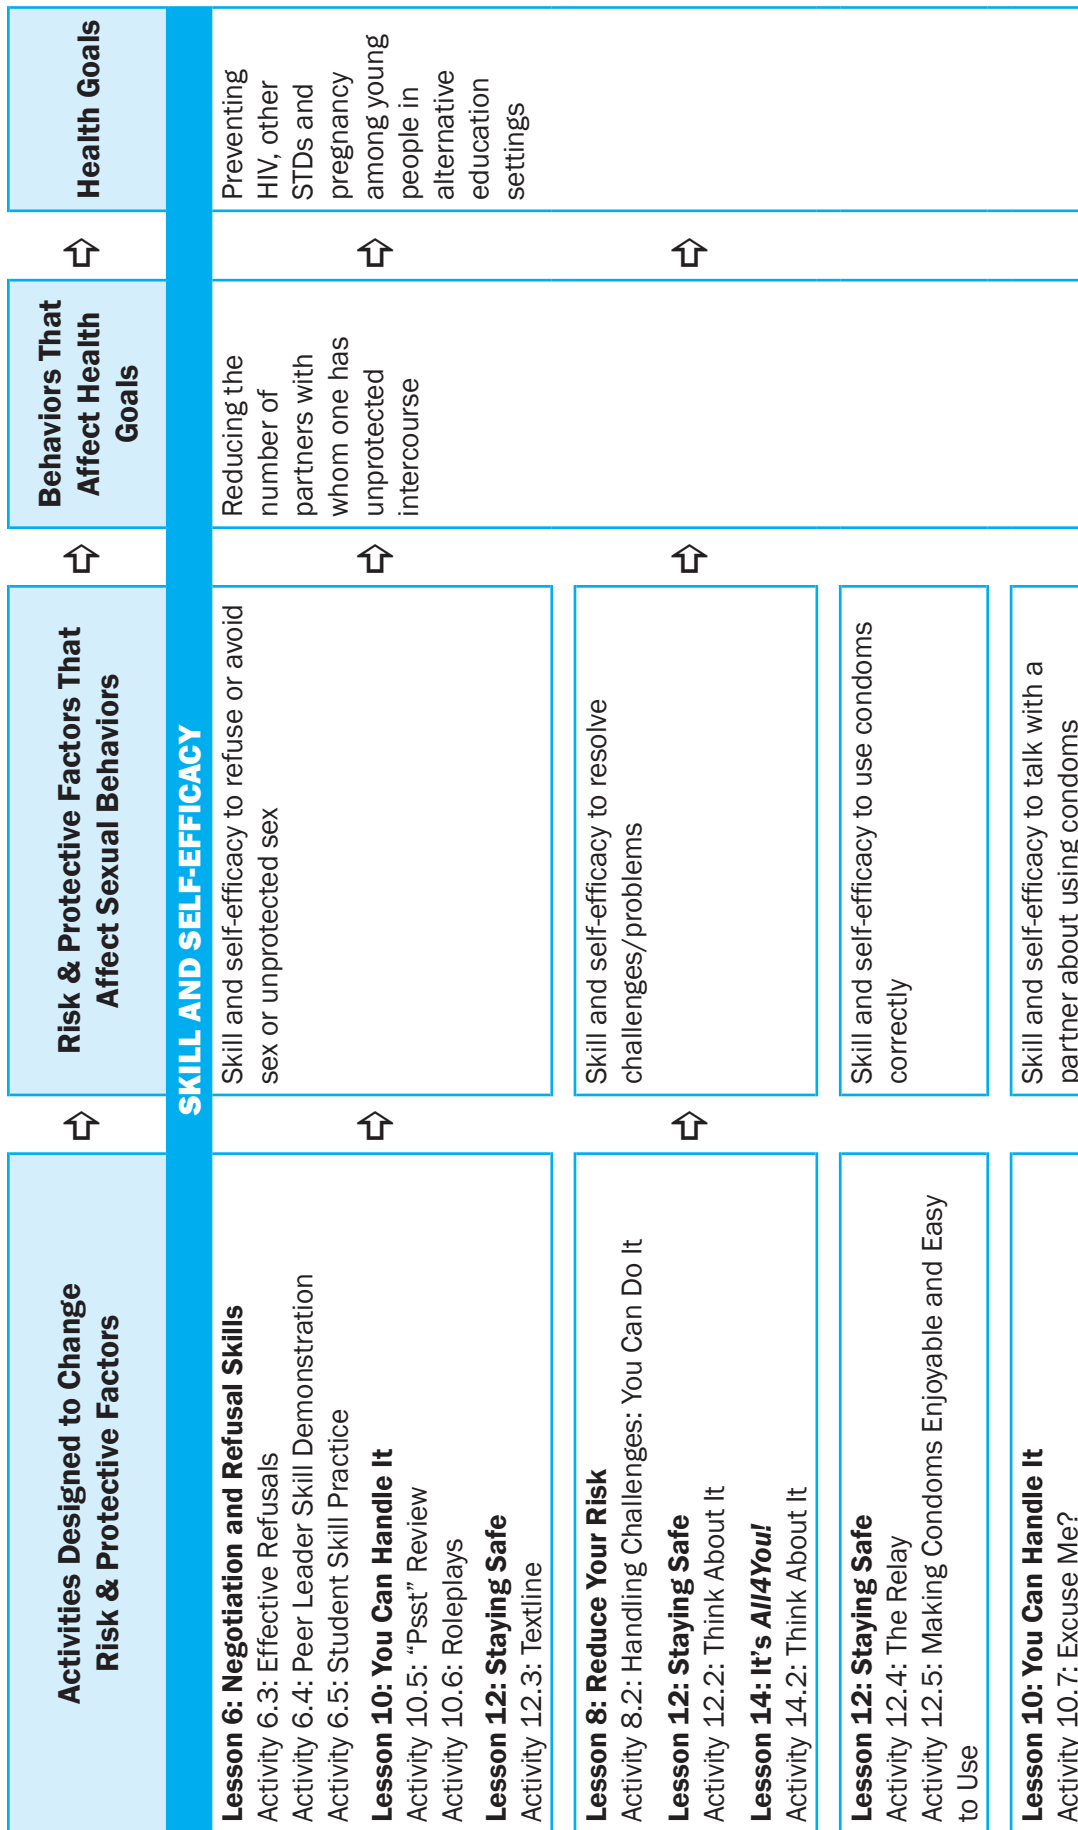 Activities Designed to Change
Risk & Protective Factors
Risk & Protective Factors That
Affect Sexual Behaviors
Behaviors That
Affect Health
Goals
Health Goals
SKILL AND SELF-EFFICACY
Lesson 6: Negotiation and Refusal Skills
Activity 6.3: Effective Refusals
Activity 6.4: Peer Leader Skill Demonstration
Activity 6.5: Student Skill Practice
Lesson 10: You Can Handle It
Activity 10.5: “Psst” Review
Activity 10.6: Roleplays
Lesson 12: Staying Safe
Activity 12.3: Textline
Skill and self-efficacy to refuse or avoid
sex or unprotected sex
Reducing the
number of
partners with
whom one has
unprotected
intercourse
Preventing
HIV, other
STDs and
pregnancy
among young
people in
alternative
education
settings
Lesson 8: Reduce Your Risk
Activity 8.2: Handling Challenges: You Can Do It
Lesson 12: Staying Safe
Activity 12.2: Think About It
Lesson 14: It’s All4You!
Activity 14.2: Think About It
Skill and self-efficacy to resolve
challenges/problems
Lesson 12: Staying Safe
Activity 12.4: The Relay
Activity 12.5: Making Condoms Enjoyable and Easy
to Use
Skill and self-efficacy to use condoms
correctly
Lesson 10: You Can Handle It
Activity 10.7: Excuse Me?
Skill and self-efficacy to talk with a
partner about using condoms